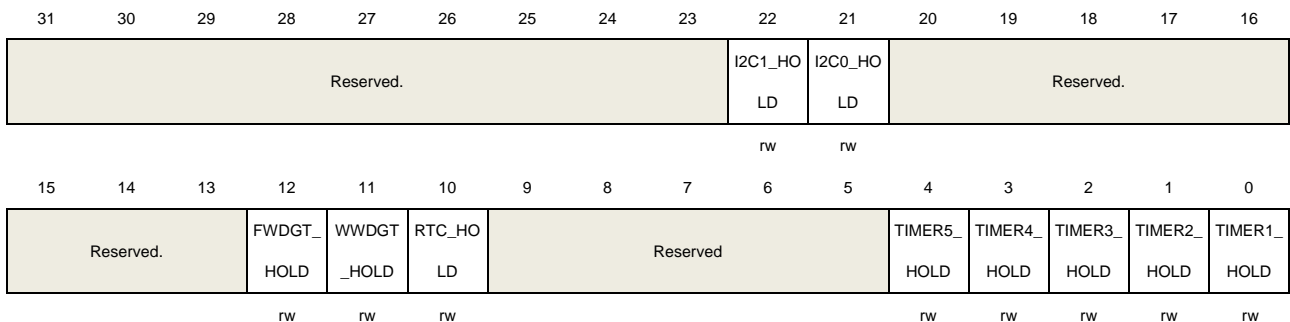 31 30 29 28 27 26 25 24 23 22 21 20 19 18 17 16
Reserved. I2C1_HO I2C0_HO Reserved.
LD LD
rw rw
15 14 13 12 11 10 9 8 7 6 5 4 3 2 1 0
Reserved. FWDGT_ WWDGT RTC_HO Reserved TIMER5_ TIMER4_ TIMER3_ TIMER2_ TIMER1_
HOLD _HOLD LD HOLD HOLD HOLD HOLD HOLD
rw rw rw rw rw rw rw rw